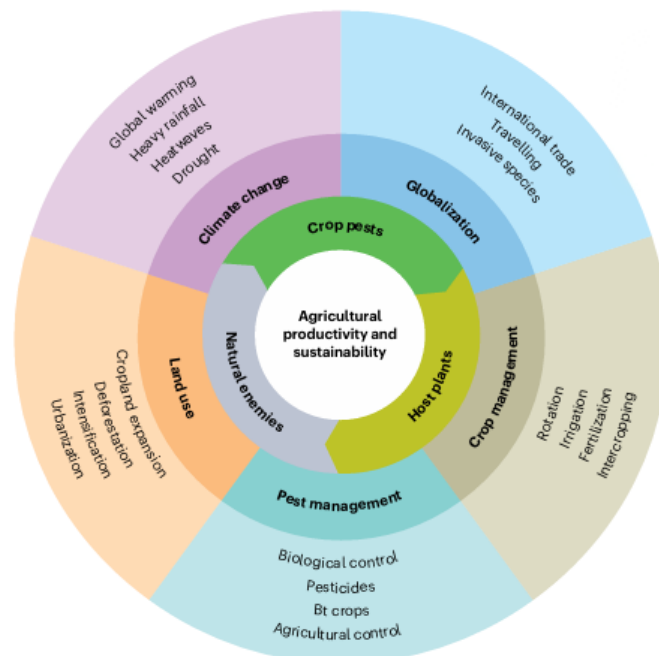 Global warming
Heavy rainfall
Heatwaves
Drought
Climate change
International trade
Travelling
Invasive species
Globalization
Crop pests
Agricultural
productivity and
sustainability
Natural enemies
Host plants
Land use
Cropland expansion
Deforestation
Intensification
Urbanization
Crop management
Rotation
Irrigation
Fertilization
Intercropping
Pest management
Biological control
Pesticides
Bt crops
Agricultural control